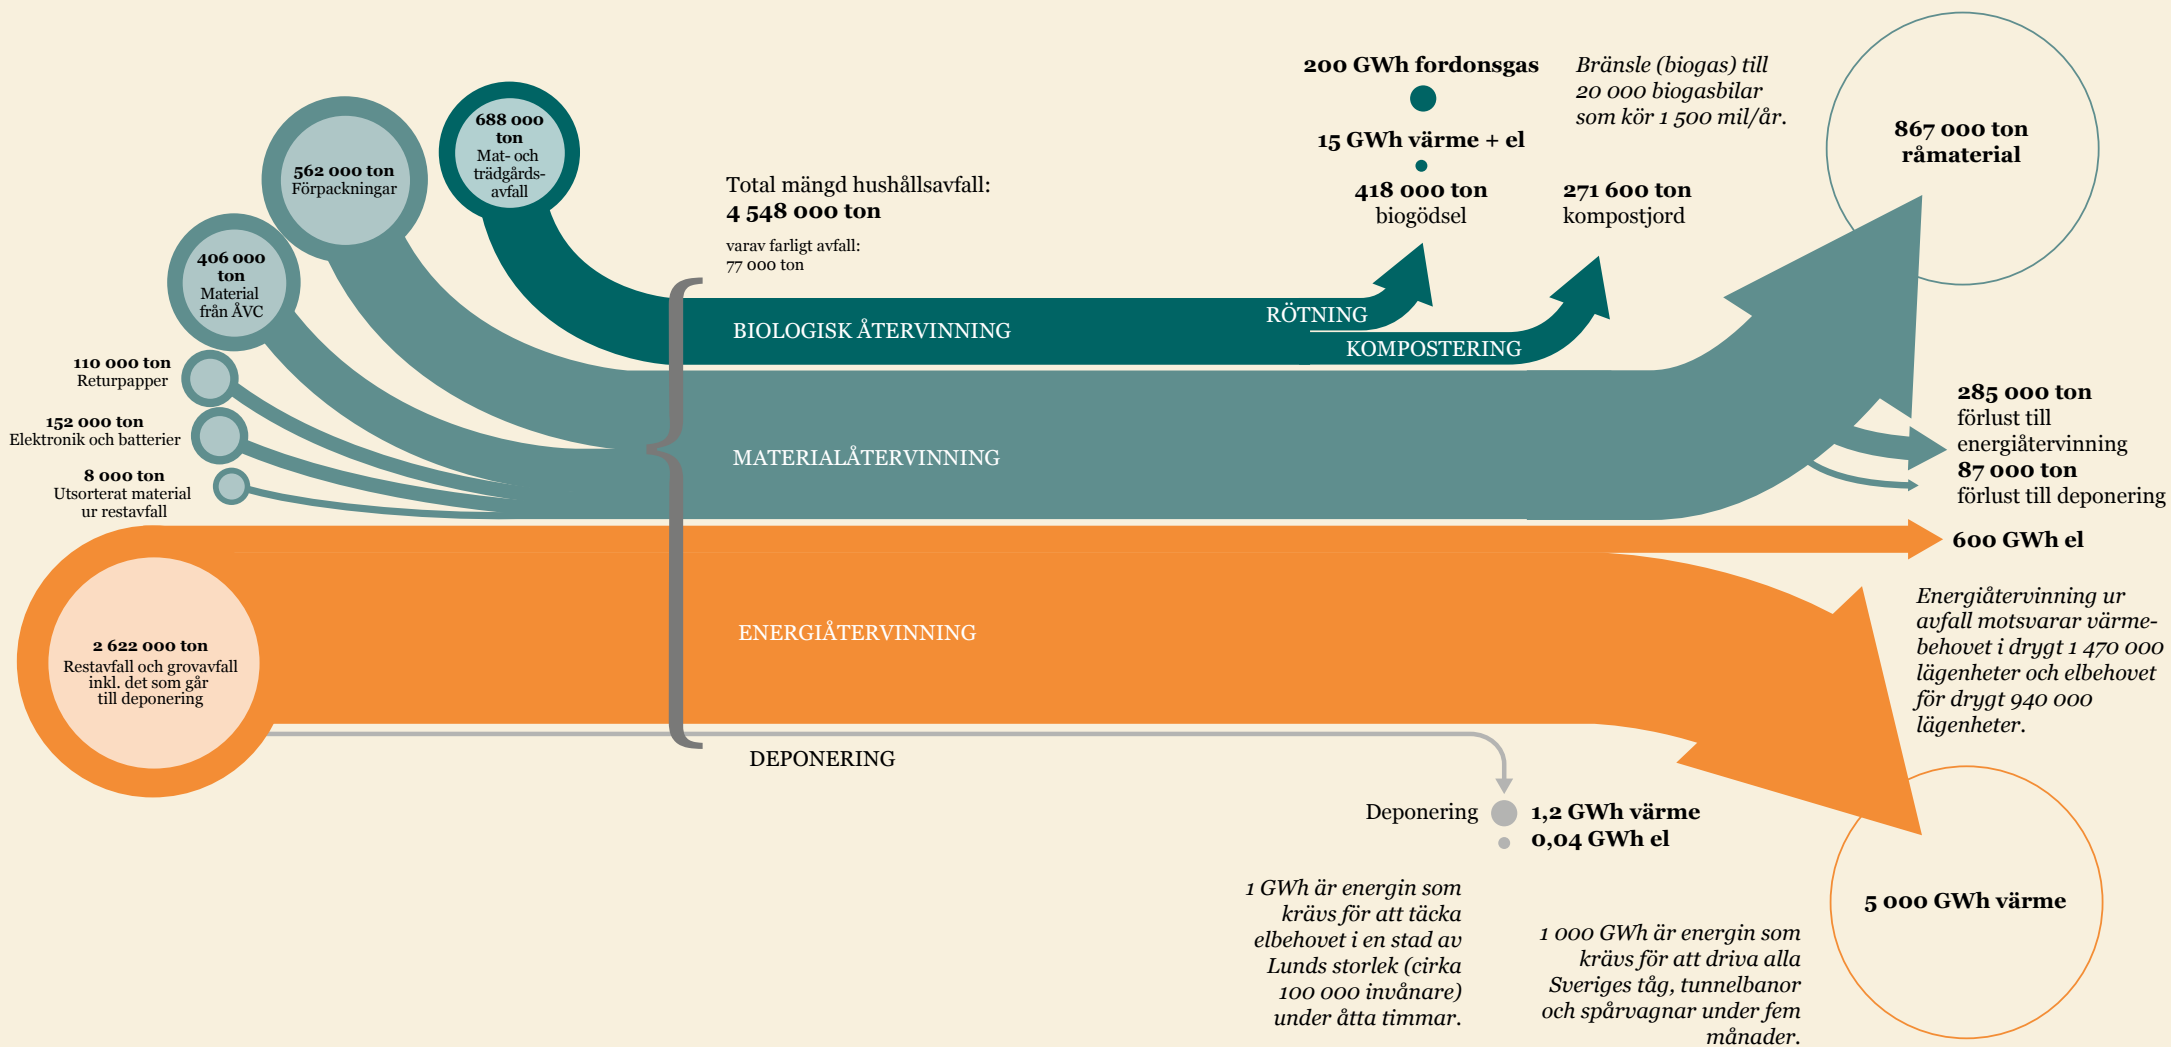 688 000
ton
Mat- och
trädgårds-
avfall
562 000 ton
Förpackningar
406 000
ton
Material
från ÅVC
110 000 ton
Returpapper
152 000 ton
Elektronik och batterier
8 000 ton
Utsorterat material
ur restavfall
2 622 000 ton
Restavfall och grovavfall
inkl. det som går
till deponering
Total mängd hushållsavfall:
4 548 000 ton
varav farligt avfall:
77 000 ton
BIOLOGISK ÅTERVINNING
RÖTNING
KOMPOSTERING
MATERIALÅTERVINNING
ENERGIÅTERVINNING
DEPONERING
200 GWh fordonsgas
15 GWh värme + el
418 000 ton
biogödsel
Bränsle (biogas) till
20 000 biogasbilar
som kör 1 500 mil/år.
271 600 ton
kompostjord
867 000 ton
råmaterial
285 000 ton
förlust till
energiåtervinning
87 000 ton
förlust till deponering
600 GWh el
Energiåtervinning ur
avfall motsvarar värme-
behovet i drygt 1 470 000
lägenheter och elbehovet
för drygt 940 000
lägenheter.
Deponering
1,2 GWh värme
0,04 GWh el
5 000 GWh värme
1 GWh är energin som
krävs för att täcka
elbehovet i en stad av
Lunds storlek (cirka
100 000 invånare)
under åtta timmar.
1 000 GWh är energin som
krävs för att driva alla
Sveriges tåg, tunnelbanor
och spårvagnar under fem
månader.